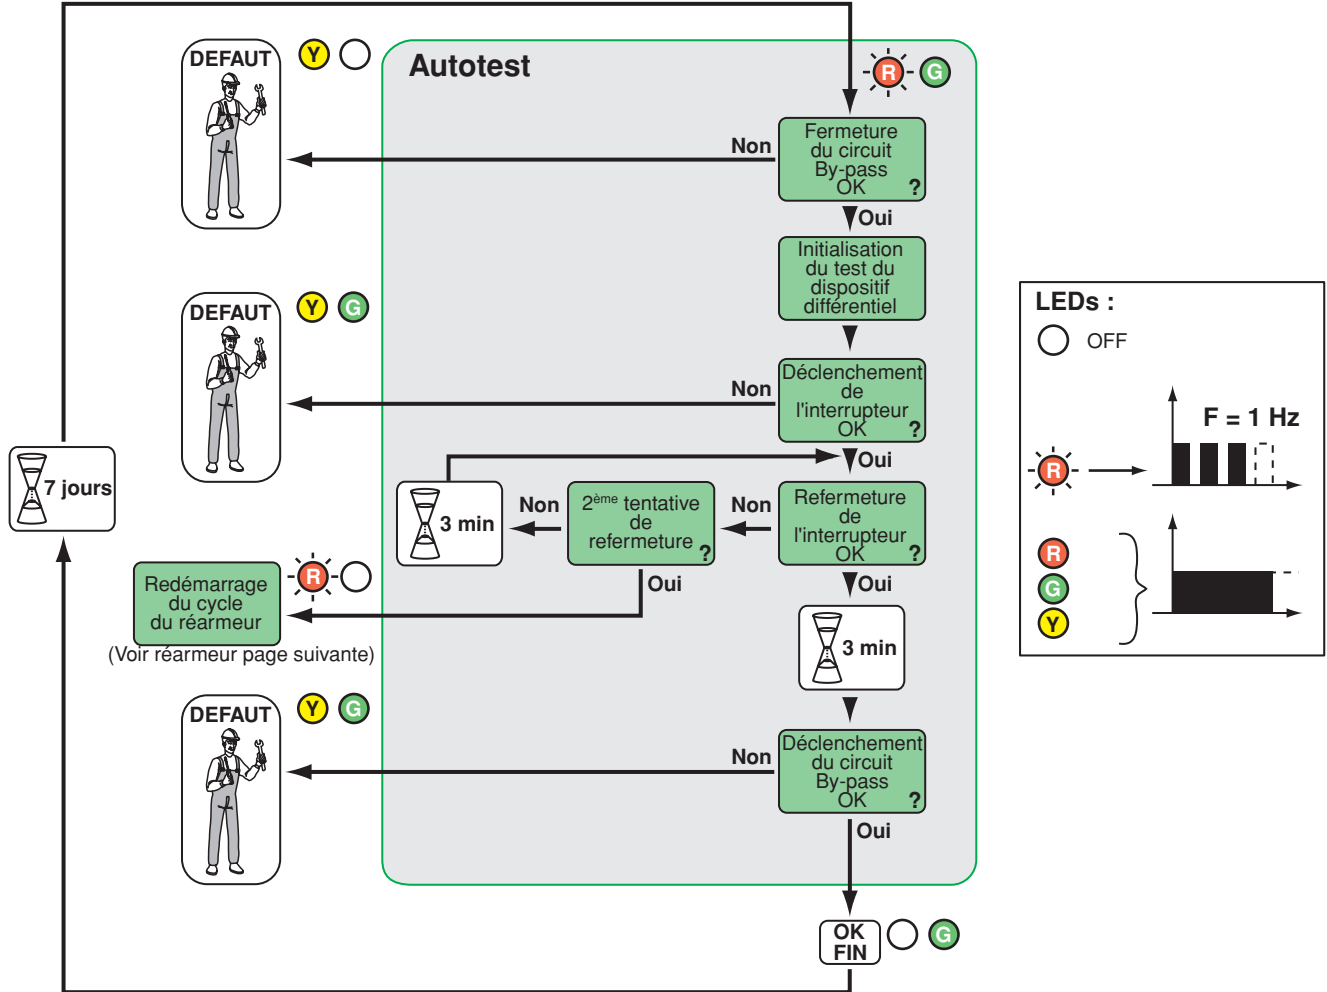 DEFAUT
Y
Autotest
R
G
Fermeture
du circuit
By-pass
OK ?
Non
Oui
Initialisation
du test du
dispositif
différentiel
DEFAUT
Y
G
Déclenchement
de
l'interrupteur
OK ?
Non
Oui
7 jours
3 min
Non
2ème tentative
de
refermeture ?
Non
Refermeture
de
l'interrupteur
OK ?
Oui
Oui
Redémarrage
du cycle
du réarmeur
R
(Voir réarmeur page suivante)
3 min
DEFAUT
Y
G
Non
Déclenchement
du circuit
By-pass
OK ?
Oui
OK
FIN
G
LEDs :
OFF
F = 1 Hz
R
R
G
Y